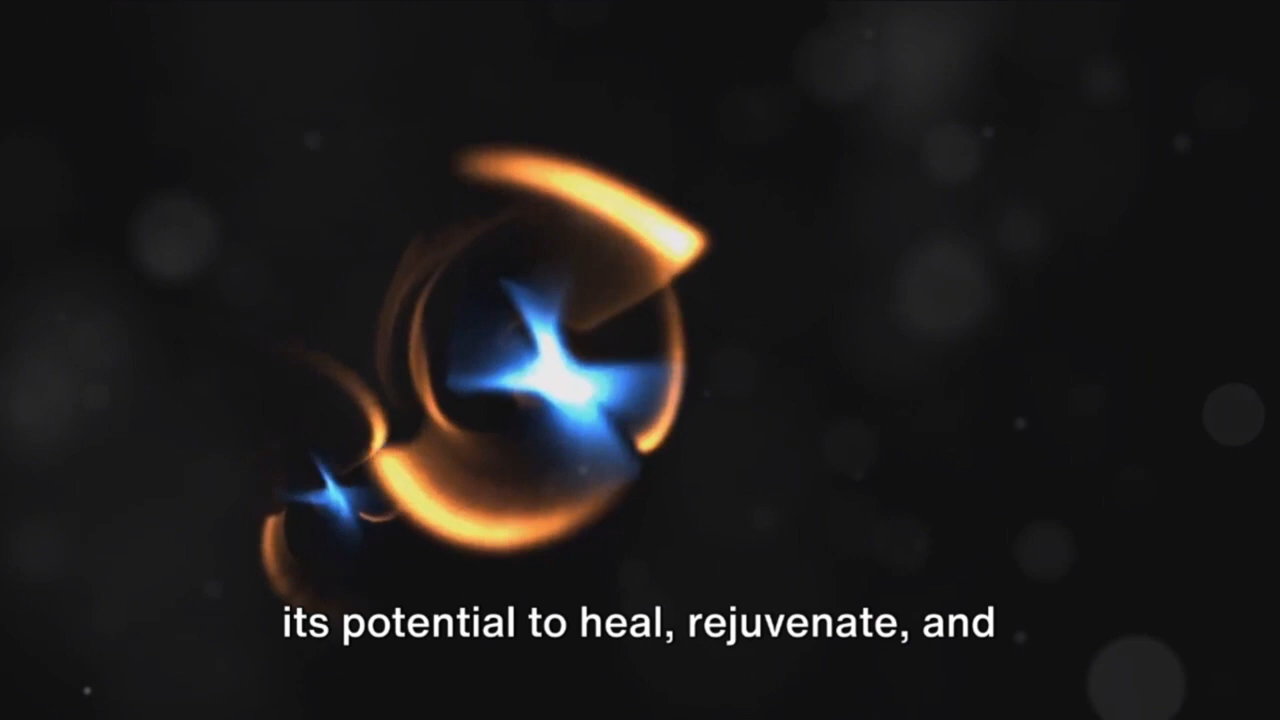 its potential to heal, rejuvenate, and